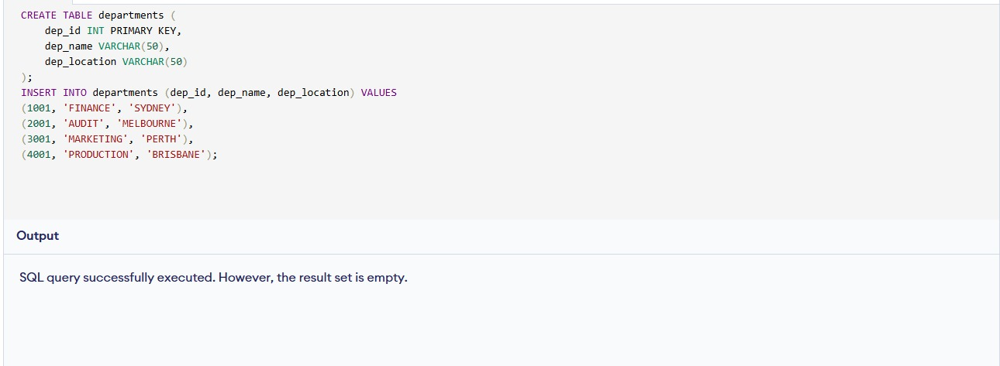 CREATE TABLE departments (
    dep_id INT PRIMARY KEY,
    dep_name VARCHAR(50),
    dep_location VARCHAR(50)
);
INSERT INTO departments (dep_id, dep_name, dep_location) VALUES
(1001, 'FINANCE', 'SYDNEY'),
(2001, 'AUDIT', 'MELBOURNE'),
(3001, 'MARKETING', 'PERTH'),
(4001, 'PRODUCTION', 'BRISBANE');
Output
SQL query successfully executed. However, the result set is empty.